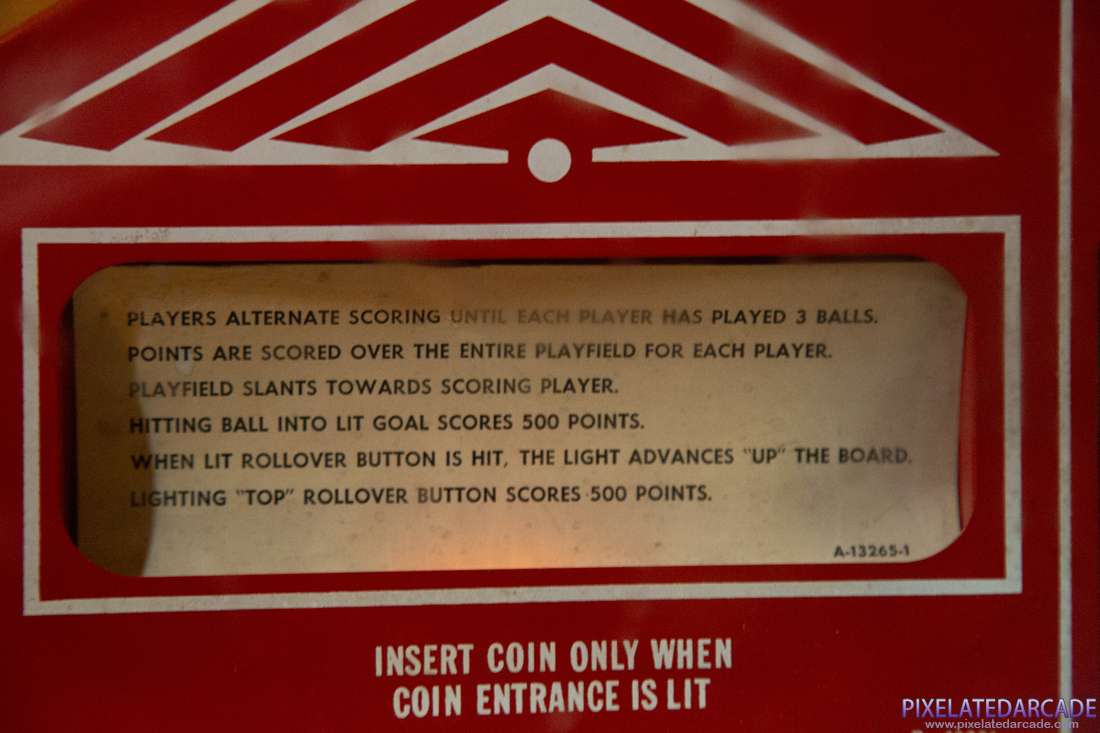 PLAYERS ALTERNATE SCORING UNTIL EACH PLAYER HAS PLAYED 3 BALLS.
POINTS ARE SCORED OVER THE ENTIRE PLAYFIELD FOR EACH PLAYER.
PLAYFIELD SLANTS TOWARDS SCORING PLAYER.
HITTING BALL INTO LIT GOAL SCORES 500 POINTS.
WHEN LIT ROLLOVER BUTTON IS HIT, THE LIGHT ADVANCES "UP" THE BOARD.
LIGHTING "TOP" ROLLOVER BUTTON SCORES 500 POINTS.
A-13265-1
INSERT COIN ONLY WHEN
COIN ENTRANCE IS LIT
PIXELATEDARCADE
www.pixelatedarcade.com